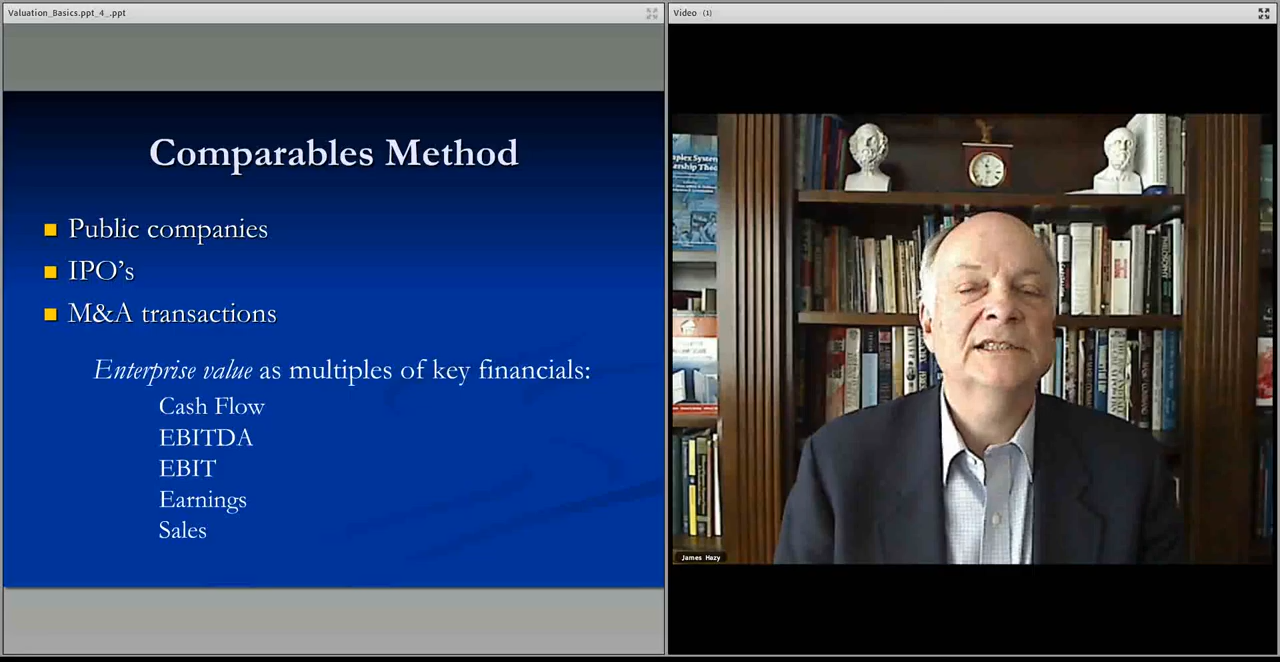 Valuation_Basics.ppt_4_.ppt
Comparables Method
Public companies
IPO’s
M&A transactions
Enterprise value as multiples of key financials:
Cash Flow
EBITDA
EBIT
Earnings
Sales
Video (1)
James Hazy